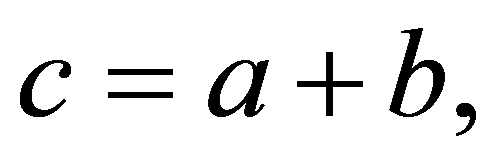 c = a + b,